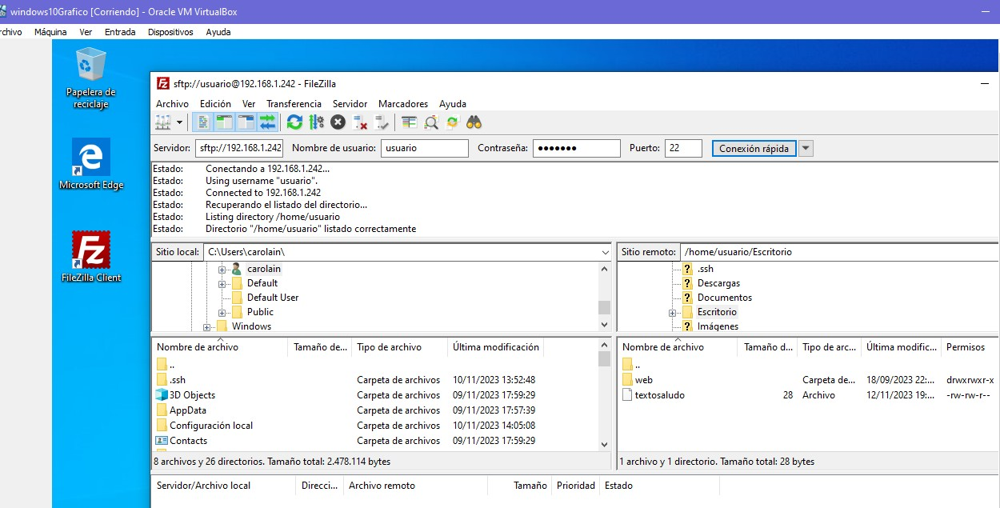 windows10Grafico [Corriendo] - Oracle VM VirtualBox
rchivo Máquina Ver Entrada Dispositivos Ayuda
Papelera de
reciclaje
Microsoft Edge
FileZilla Client
sftp://usuario@192.168.1.242 - FileZilla
Archivo Edición Ver Transferencia Servidor Marcadores Ayuda
Servidor: sftp://192.168.1.242 Nombre de usuario: usuario Contraseña: ●●●●●●● Puerto: 22 Conexión rápida
Estado: Conectando a 192.168.1.242...
Estado: Using username "usuario".
Estado: Connected to 192.168.1.242
Estado: Recuperando el listado del directorio...
Estado: Listing directory /home/usuario
Estado: Directorio "/home/usuario" listado correctamente
Sitio local: C:\Users\carolain\
carolain
Default
Default User
Public
Windows
Nombre de archivo Tamaño de... Tipo de archivo Última modificación
..
.ssh Carpeta de archivos 10/11/2023 13:52:48
3D Objects Carpeta de archivos 09/11/2023 17:59:29
AppData Carpeta de archivos 09/11/2023 17:57:39
Configuración local Carpeta de archivos 10/11/2023 14:05:08
Contacts Carpeta de archivos 09/11/2023 17:59:29
8 archivos y 26 directorios. Tamaño total: 2.478.114 bytes
Sitio remoto: /home/usuario/Escritorio
.ssh
Descargas
Documentos
Escritorio
Imágenes
Nombre de archivo Tamaño d... Tipo de arc... Última modific... Permisos
..
web Carpeta de... 18/09/2023 22:... drwxrwxr-x
textosaludo 28 Archivo 12/11/2023 19:... -rw-rw-r--
1 archivo y 1 directorio. Tamaño total: 28 bytes
Servidor/Archivo local Direcci... Archivo remoto Tamaño Prioridad Estado